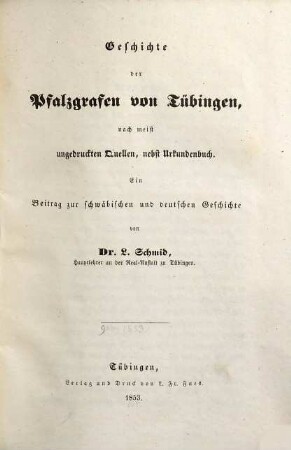 Geschichte
der
Pfalzgrafen von Tübingen,
nach meist
ungedruckten Quellen, nebst Urkundenbuch.
Ein
Beitrag zur schwäbischen und deutschen Geschichte
von
Dr. L. Schmid,
Hauptlehrer an der Real-Anstalt zu Tübingen.
Tübingen,
Verlag und Druck von L. Fr. Fues.
1853.